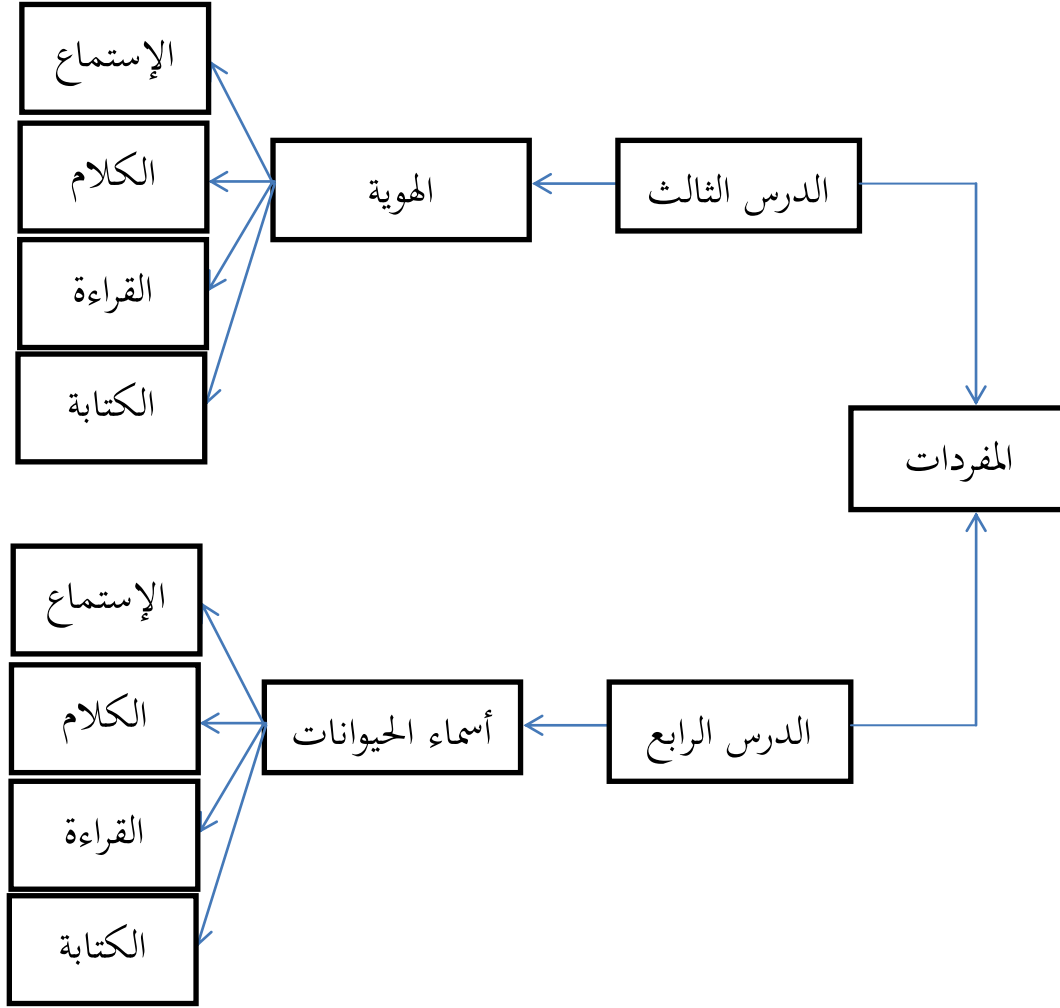 الدرس الثالث
الهوية
الإستماع
الكلام
القراءة
الكتابة
المفردات
الدرس الرابع
أسماء الحيوانات
الإستماع
الكلام
القراءة
الكتابة